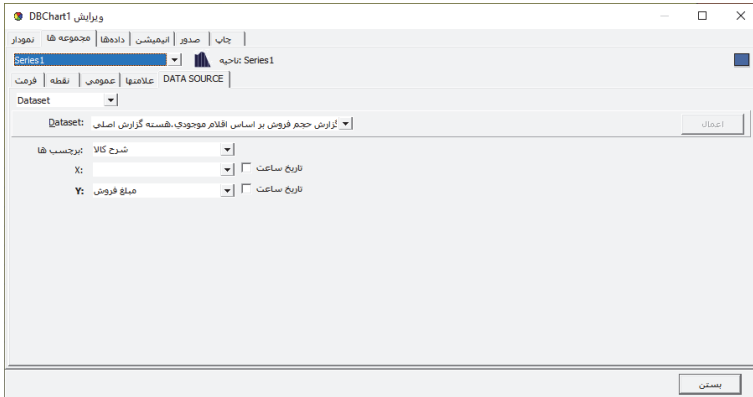 ویرایش DBChart1
نمودار مجموعه ها داده‌ها انیمیشن صدور چاپ
Series1 ناحیه: Series1
فرمت نقطه عمومی علامتها DATA SOURCE
Dataset
Dataset: گزارش حجم فروش بر اساس اقلام موجودي،هسته گزارش اصلي اعمال
برچسب ها: شرح کالا
X: تاریخ ساعت
Y: مبلغ فروش تاریخ ساعت
بستن